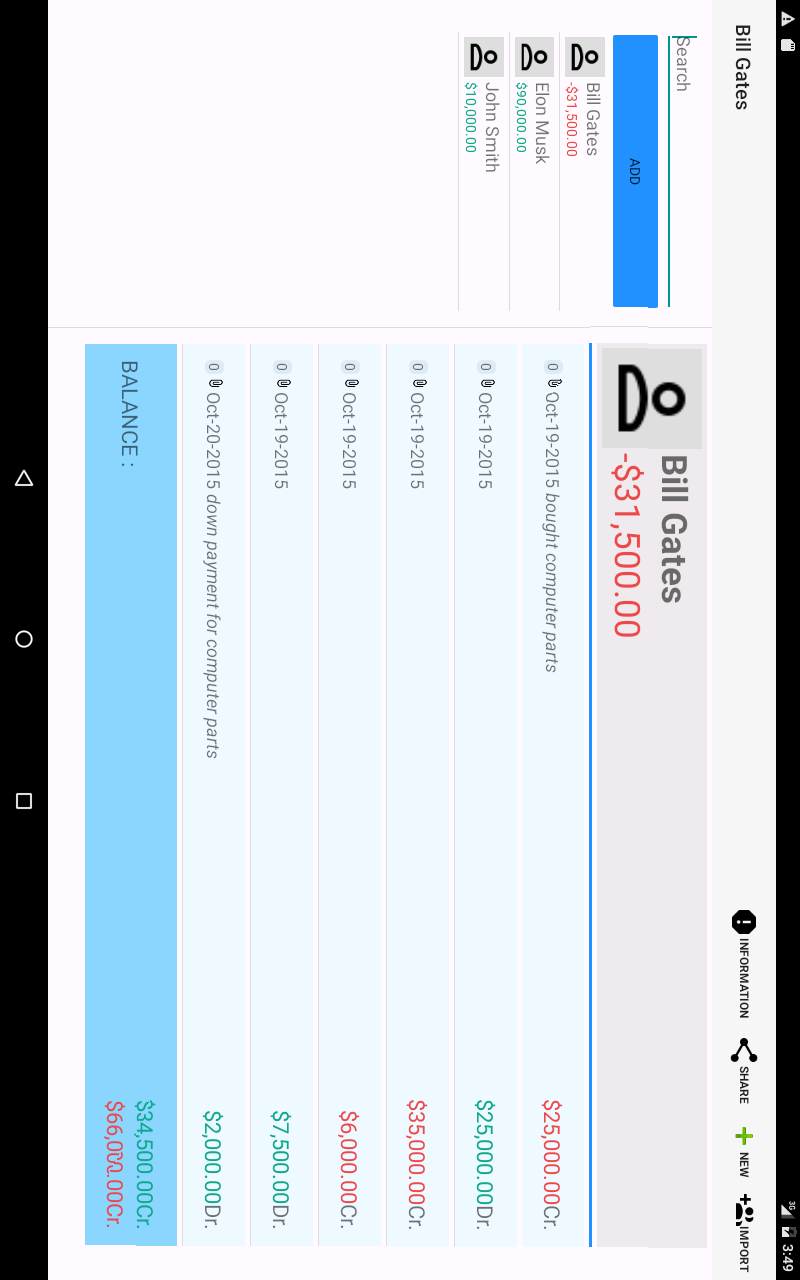 3G 3:49
Bill Gates
INFORMATION
SHARE
NEW
IMPORT
Search
ADD
Bill Gates
-$31,500.00
Elon Musk
$90,000.00
John Smith
$10,000.00
Bill Gates
-$31,500.00
0 Oct-19-2015 bought computer parts $25,000.00Cr.
0 Oct-19-2015 $25,000.00Dr.
0 Oct-19-2015 $35,000.00Cr.
0 Oct-19-2015 $6,000.00Cr.
0 Oct-19-2015 $7,500.00Dr.
0 Oct-20-2015 down payment for computer parts $2,000.00Dr.
BALANCE : $34,500.00Cr.